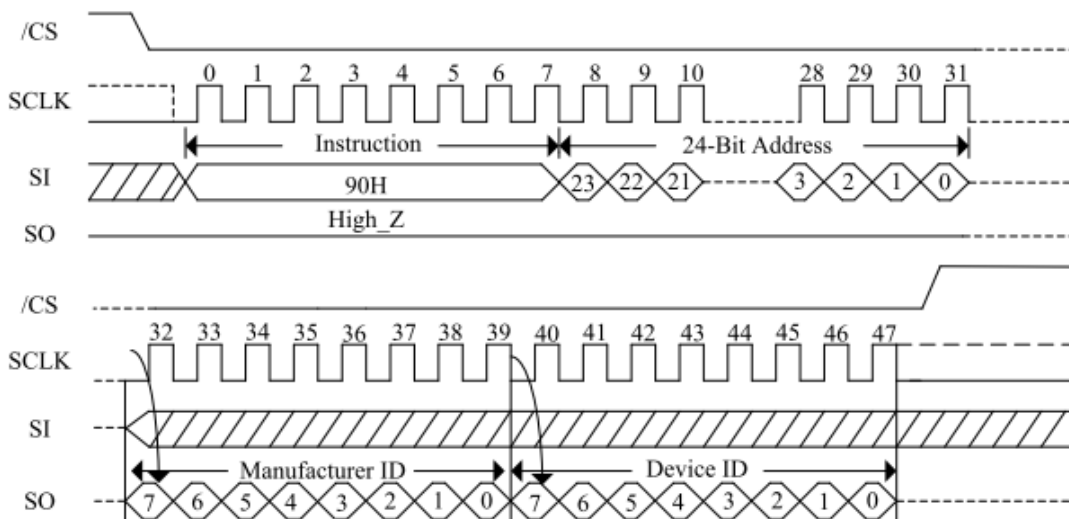 /CS
0 1 2 3 4 5 6 7 8 9 10 28 29 30 31
SCLK
Instruction 24-Bit Address
SI 90H 23 22 21 3 2 1 0
High_Z
SO
/CS
32 33 34 35 36 37 38 39 40 41 42 43 44 45 46 47
SCLK
SI
Manufacturer ID Device ID
SO 7 6 5 4 3 2 1 0 7 6 5 4 3 2 1 0